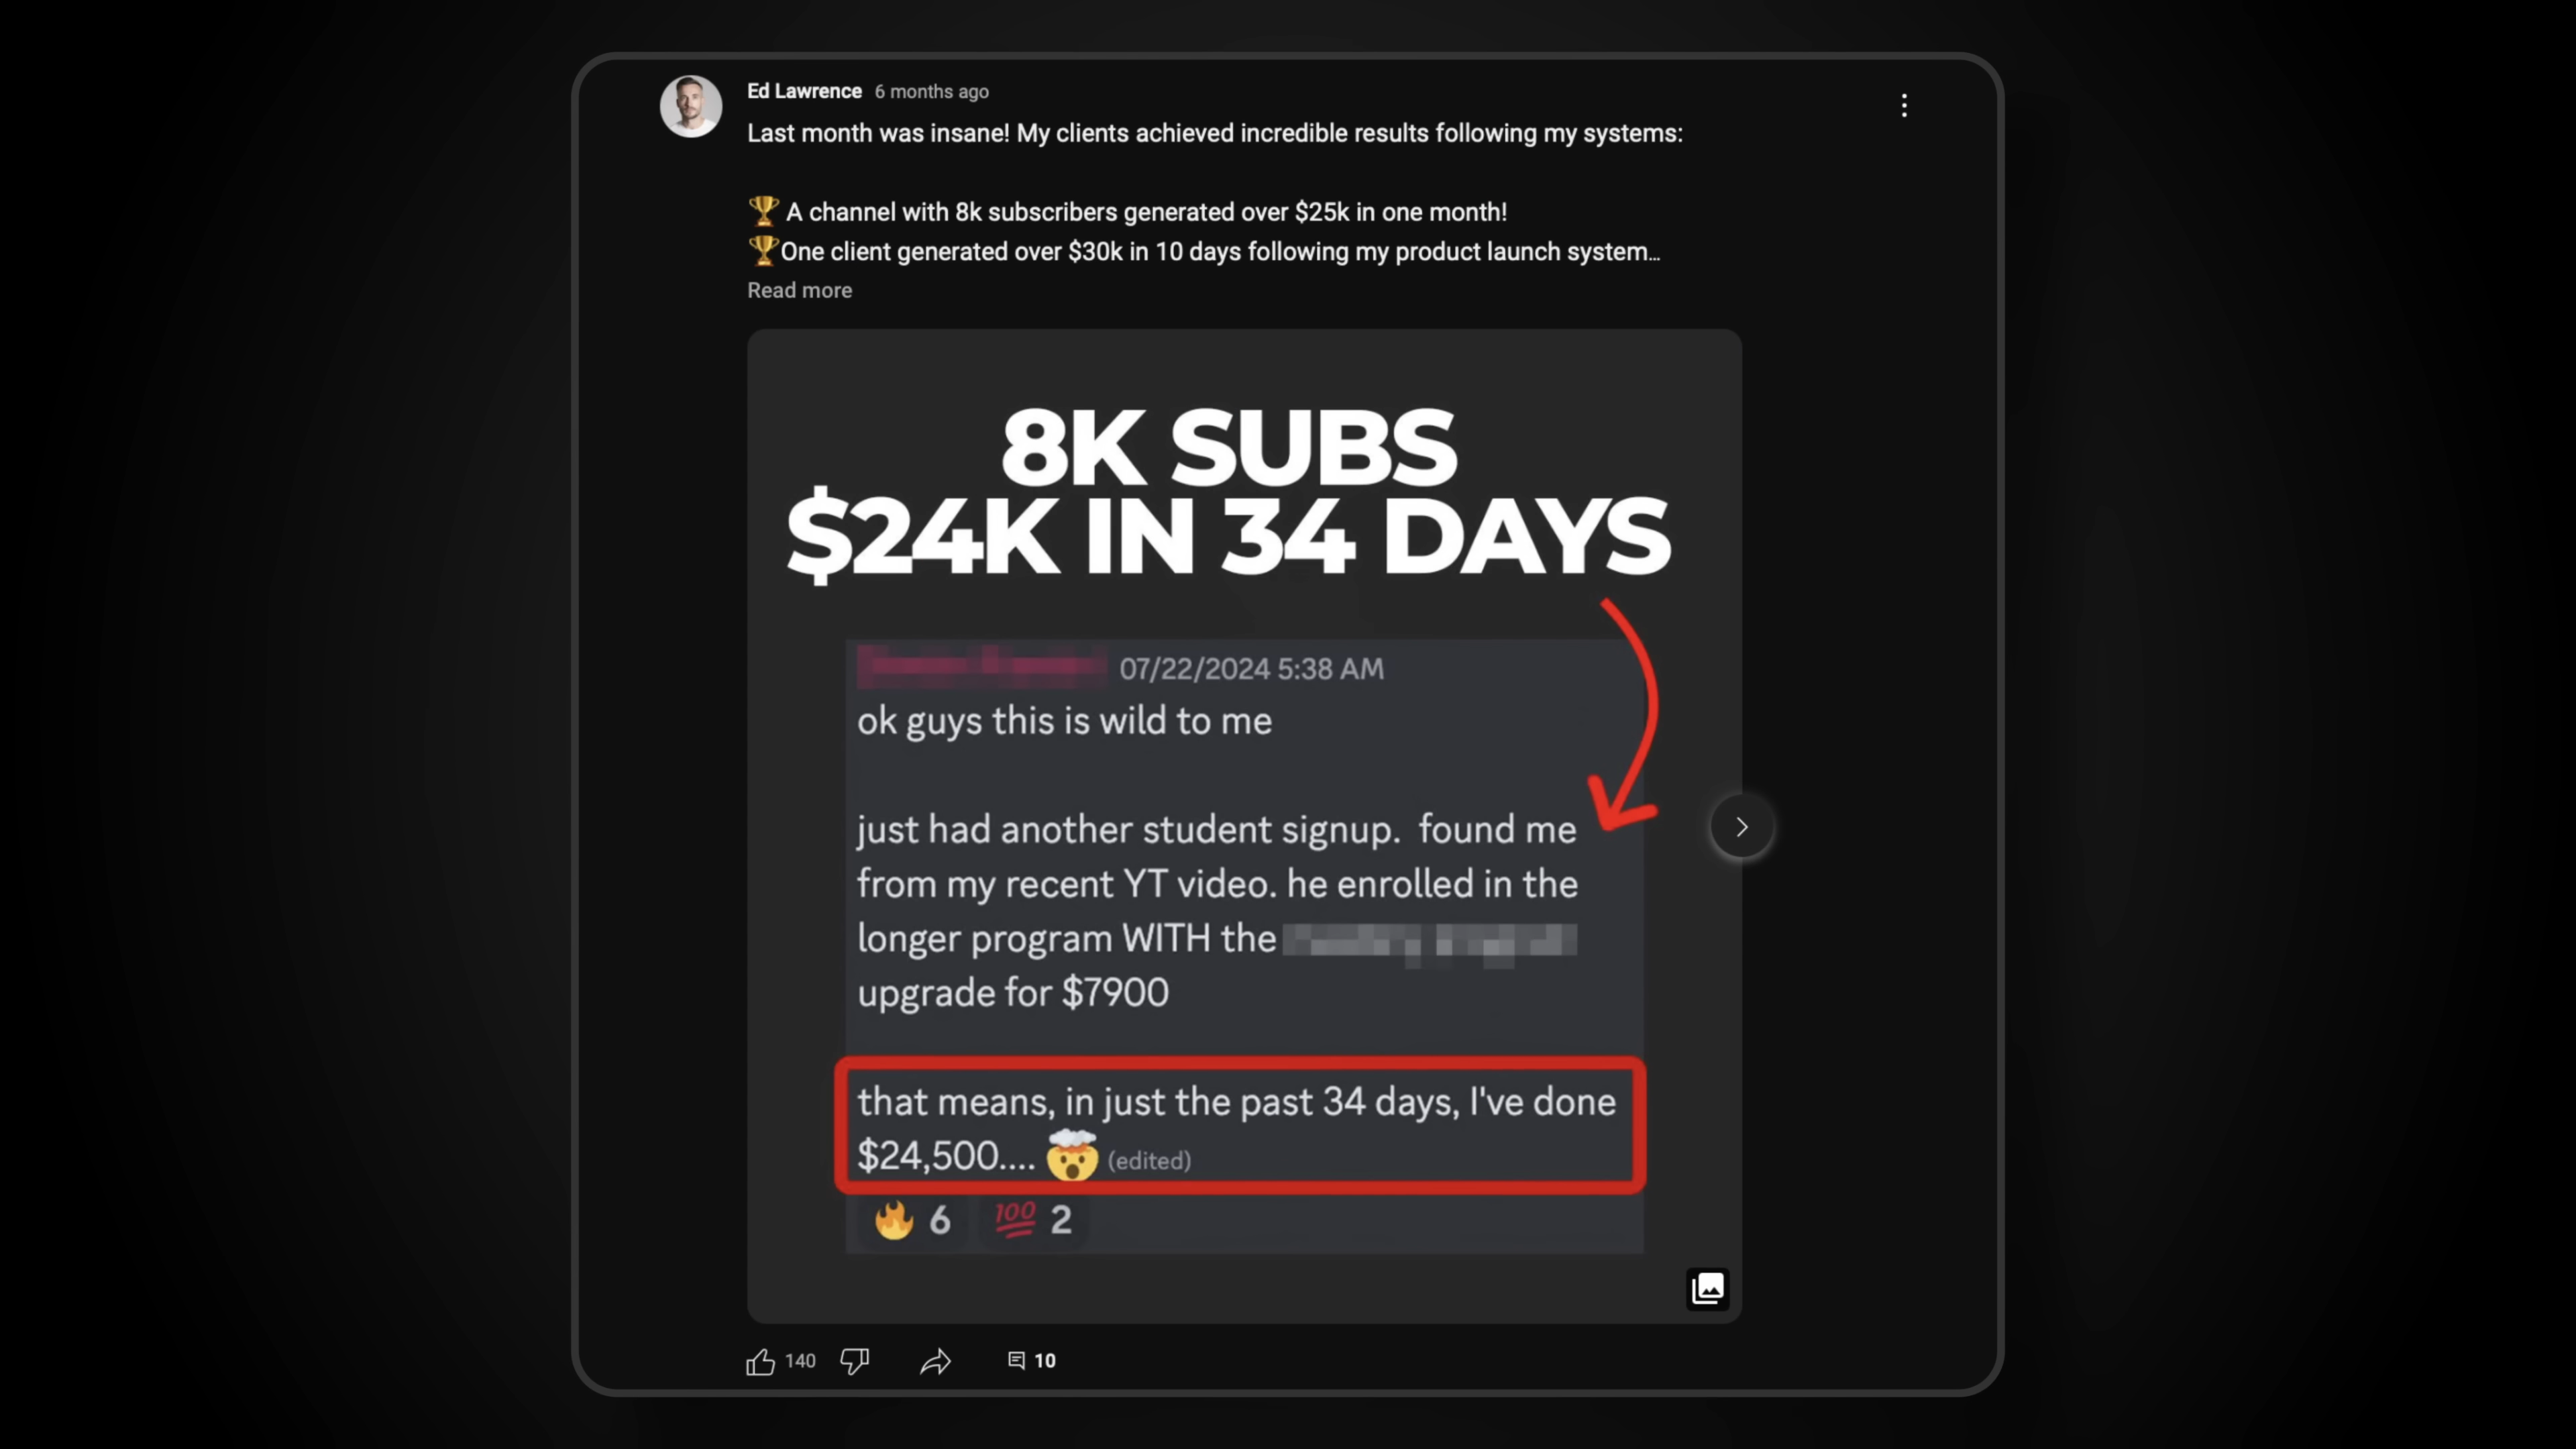 Ed Lawrence 6 months ago
Last month was insane! My clients achieved incredible results following my systems:
🏆 A channel with 8k subscribers generated over $25k in one month!
🏆One client generated over $30k in 10 days following my product launch system...
Read more
8K SUBS
$24K IN 34 DAYS
07/22/2024 5:38 AM
ok guys this is wild to me
just had another student signup. found me
from my recent YT video. he enrolled in the
longer program WITH the
upgrade for $7900
that means, in just the past 34 days, I've done
$24,500.... 🤯 (edited)
🔥 6 💯 2
140 10